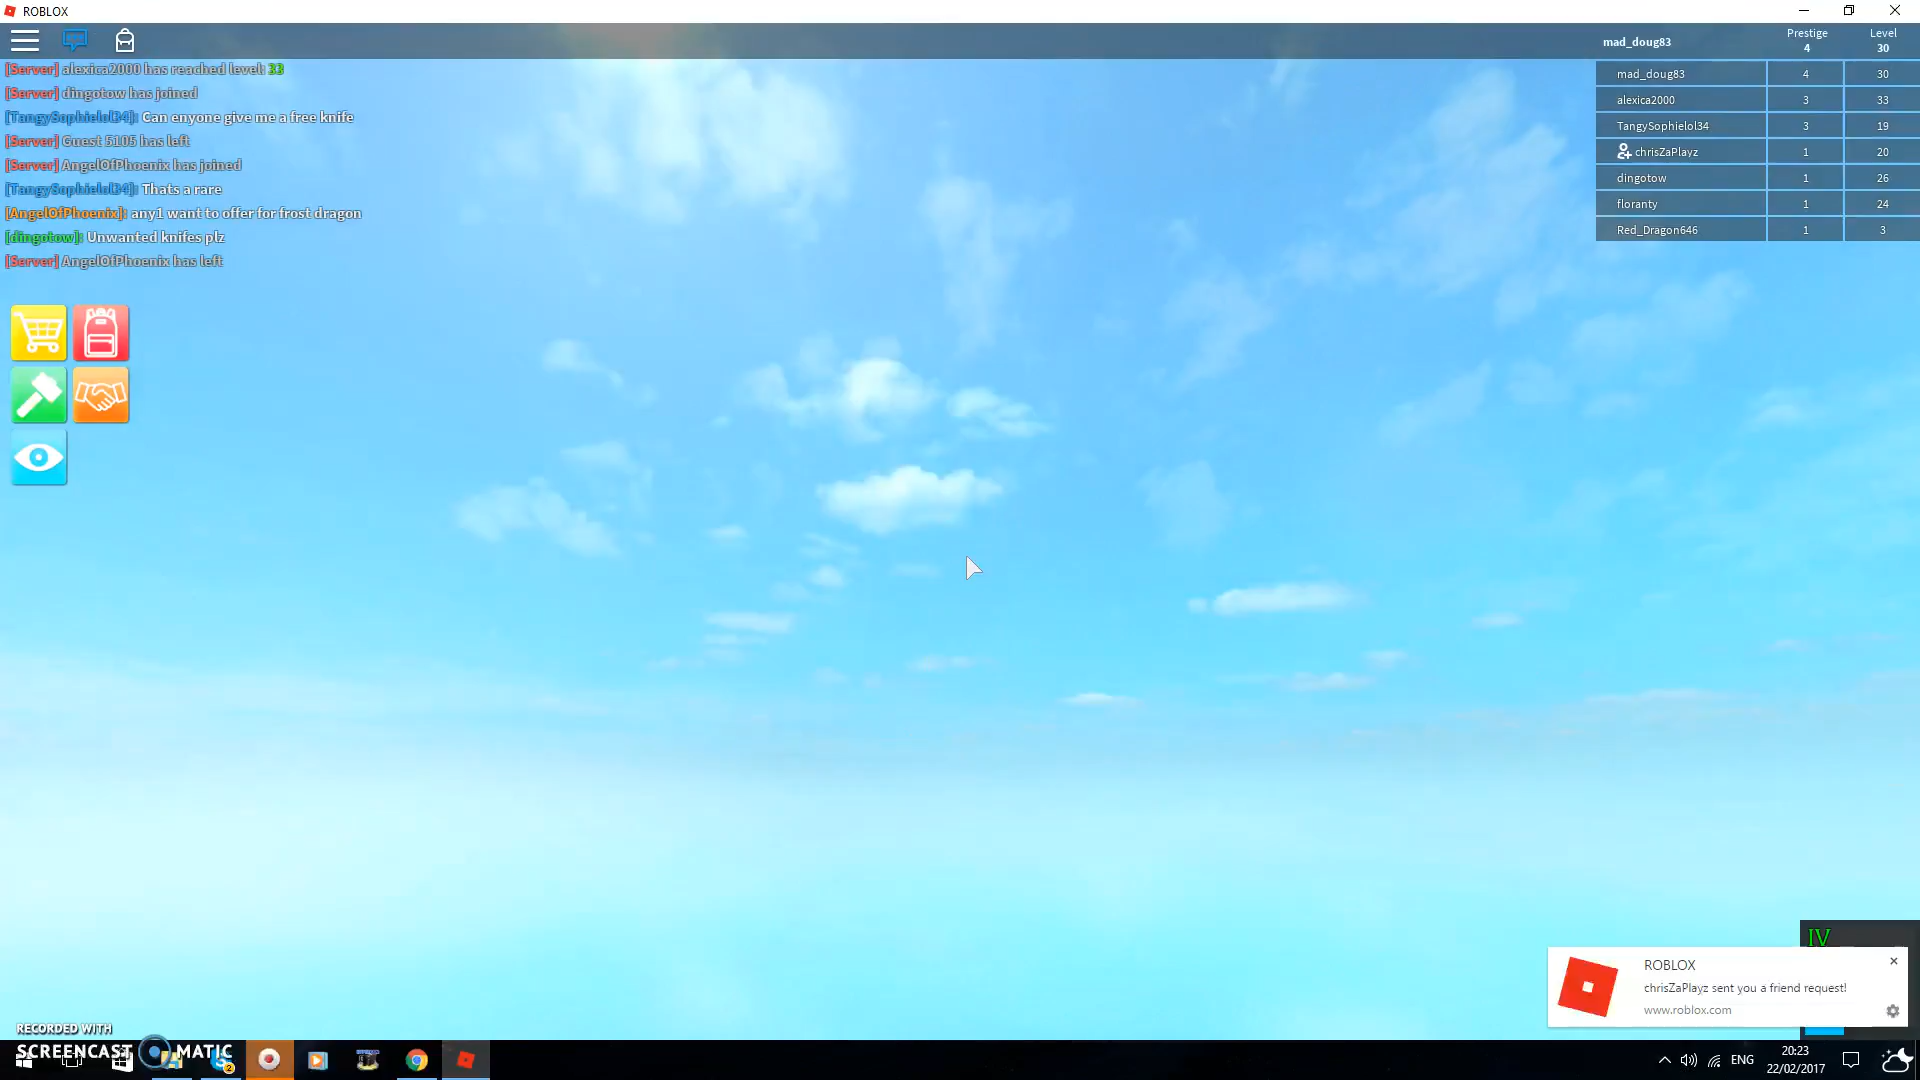 ROBLOX
mad_doug83
Prestige
4
Level
30
[Server] alexica2000 has reached level: 33
[Server] dingotow has joined
[TangySophielol34]: Can enyone give me a free knife
[Server] Guest 5105 has left
[Server] AngelOfPhoenix has joined
[TangySophielol34]: Thats a rare
[AngelOfPhoenix]: any1 want to offer for frost dragon
[dingotow]: Unwanted knifes plz
[Server] AngelOfPhoenix has left
mad_doug83 4 30
alexica2000 3 33
TangySophielol34 3 19
chrisZaPlayz 1 20
dingotow 1 26
floranty 1 24
Red_Dragon646 1 3
IV
ROBLOX
chrisZaPlayz sent you a friend request!
www.roblox.com
RECORDED WITH
SCREENCAST MATIC
2
ENG
20:23
22/02/2017